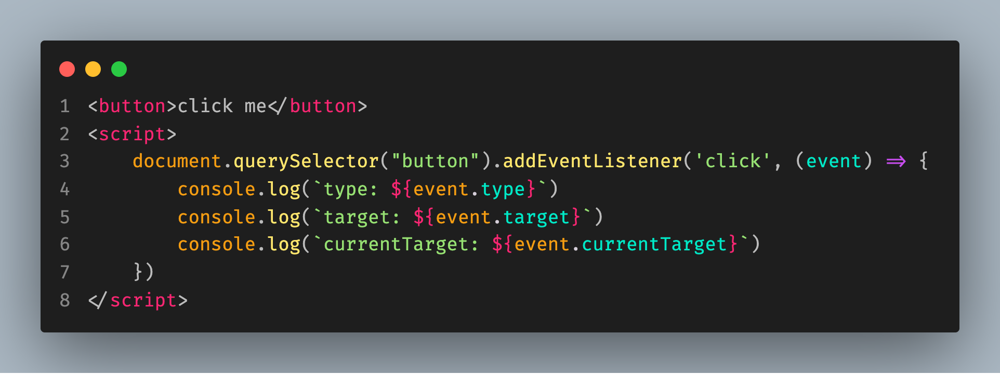 1 <button>click me</button>
2 <script>
3     document.querySelector("button").addEventListener('click', (event) => {
4         console.log(`type: ${event.type}`)
5         console.log(`target: ${event.target}`)
6         console.log(`currentTarget: ${event.currentTarget}`)
7     })
8 </script>